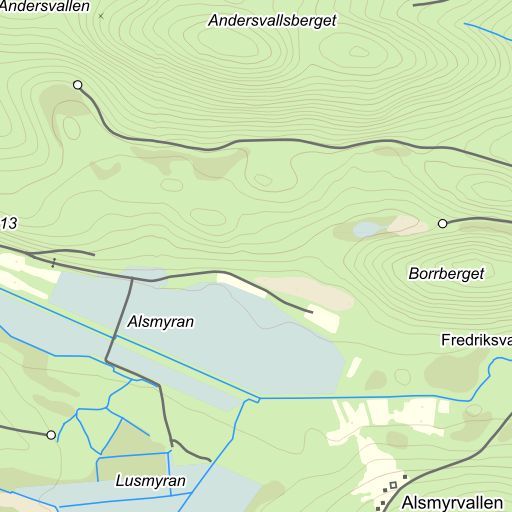 Andersvallen
Andersvallsberget
13
Borrberget
Alsmyran
Fredriksva
Lusmyran
Alsmyrvallen